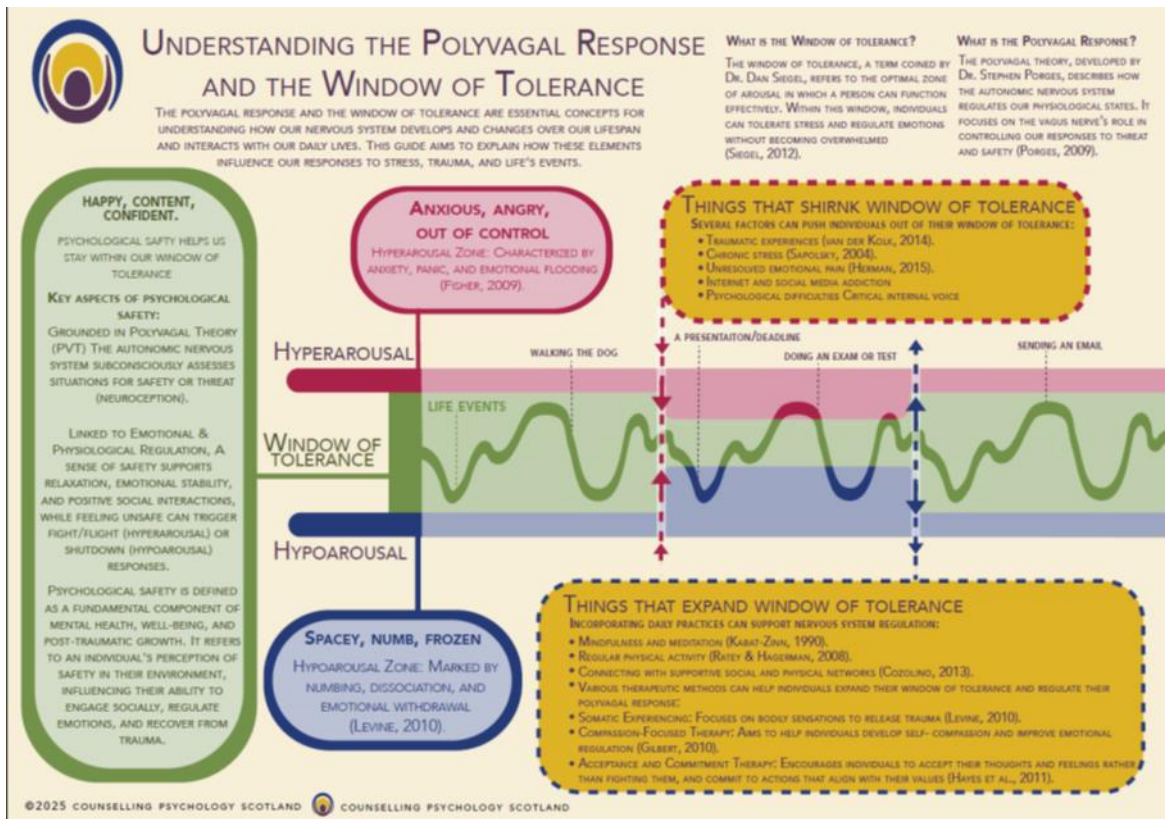 Understanding the Polyvagal Response
and the Window of Tolerance
The polyvagal response and the window of tolerance are essential concepts for
understanding how our nervous system develops and changes over our lifespan
and interacts with our daily lives. This guide aims to explain how these elements
influence our responses to stress, trauma, and life's events.
What is the Window of tolerance?
The window of tolerance, a term coined by
Dr. Dan Siegel, refers to the optimal zone
of arousal in which a person can function
effectively. Within this window, individuals
can tolerate stress and regulate emotions
without becoming overwhelmed
(Siegel, 2012).
What is the Polyvagal Response?
The polyvagal theory, developed by
Dr. Stephen Porges, describes how
the autonomic nervous system
regulates our physiological states. It
focuses on the vagus nerve's role in
controlling our responses to threat
and safety (Porges, 2009).
HAPPY, CONTENT,
CONFIDENT.
psychological safty helps us
stay within our window of
tolerance
Key aspects of psychological
safety:
Grounded in Polyvagal Theory
(PVT) The autonomic nervous
system subconsciously assesses
situations for safety or threat
(neuroception).
Linked to Emotional &
Physiological Regulation, A
sense of safety supports
relaxation, emotional stability,
and positive social interactions,
while feeling unsafe can trigger
fight/flight (hyperarousal) or
shutdown (hypoarousal)
responses.
Psychological safety is defined
as a fundamental component of
mental health, well-being, and
post-traumatic growth. It refers
to an individual's perception of
safety in their environment,
influencing their ability to
engage socially, regulate
emotions, and recover from
trauma.
Anxious, angry,
out of control
Hyperarousal Zone: Characterized by
anxiety, panic, and emotional flooding
(Fisher, 2009).
Things that shirnk window of tolerance
Several factors can push individuals out of their window of tolerance:
• Traumatic experiences (van der Kolk, 2014).
• Chronic stress (Sapolsky, 2004).
• Unresolved emotional pain (Herman, 2015).
• Internet and social media addiction
• Psychological difficulties Critical internal voice
Hyperarousal
walking the dog
a presentaiton/deadline
doing an exam or test
sending an email
life events
Window of
tolerance
Hypoarousal
Spacey, numb, frozen
Hypoarousal Zone: Marked by
numbing, dissociation, and
emotional withdrawal
(Levine, 2010).
Things that expand window of tolerance
Incorporating daily practices can support nervous system regulation:
• Mindfulness and meditation (Kabat-Zinn, 1990).
• Regular physical activity (Ratey & Hagerman, 2008).
• Connecting with supportive social and physical networks (Cozolino, 2013).
• Various therapeutic methods can help individuals expand their window of tolerance and regulate their
polyvagal response:
• Somatic Experiencing: Focuses on bodily sensations to release trauma (Levine, 2010).
• Compassion-Focused Therapy: Aims to help individuals develop self- compassion and improve emotional
regulation (Gilbert, 2010).
• Acceptance and Commitment Therapy: Encourages individuals to accept their thoughts and feelings rather
than fighting them, and commit to actions that align with their values (Hayes et al., 2011).
©2025 counselling psychology scotland
counselling psychology scotland